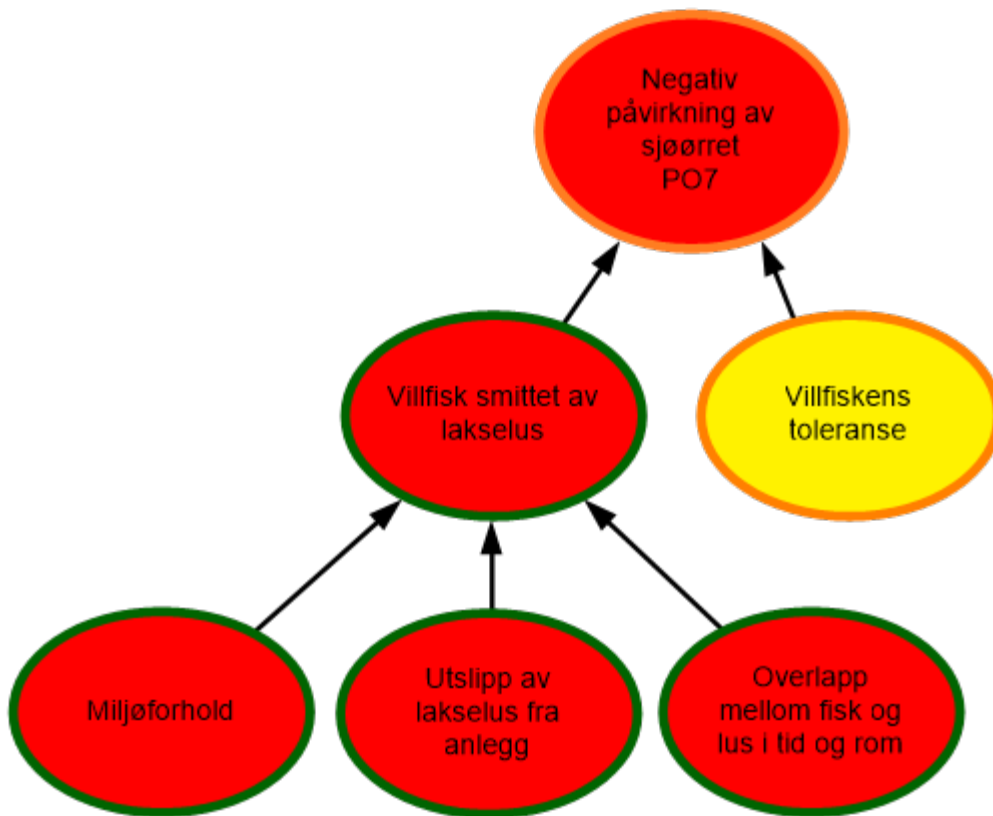 Negativ
påvirkning av
sjøørret
PO7
Villfisk smittet av
lakselus
Villfiskens
toleranse
Miljøforhold
Utslipp av
lakselus fra
anlegg
Overlapp
mellom fisk og
lus i tid og rom